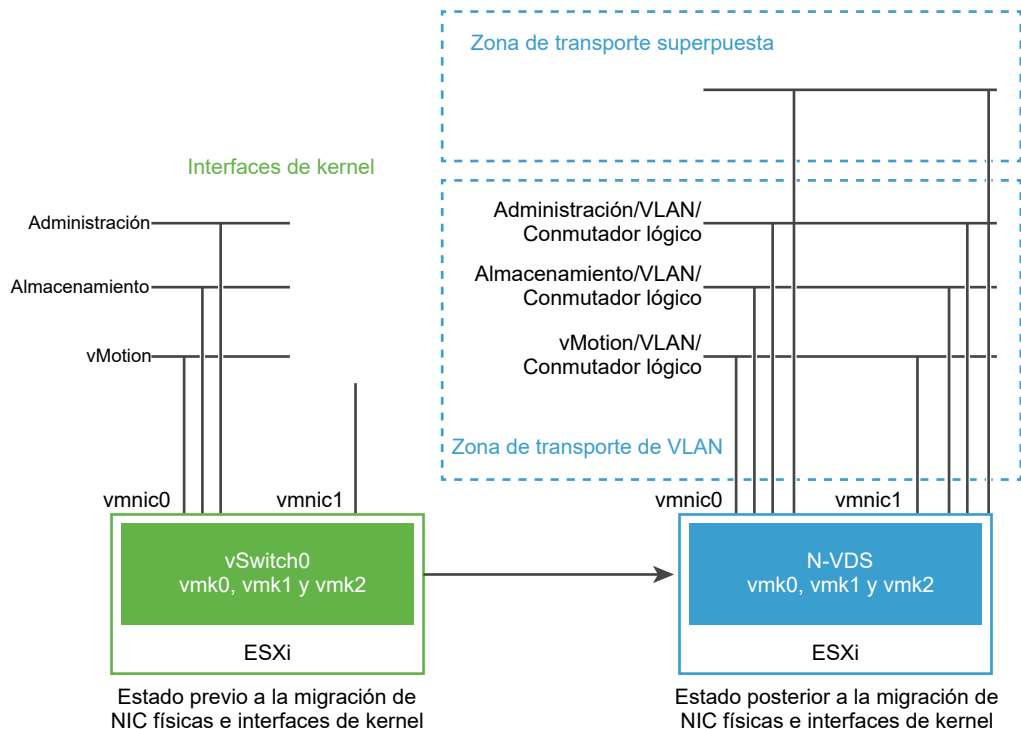 Zona de transporte superpuesta
Interfaces de kernel
Administración
Almacenamiento
vMotion
Administración/VLAN/
Conmutador lógico
Almacenamiento/VLAN/
Conmutador lógico
vMotion/VLAN/
Conmutador lógico
Zona de transporte de VLAN
vmnic0
vmnic1
vmnic0
vmnic1
vSwitch0
vmk0, vmk1 y vmk2
ESXi
N-VDS
vmk0, vmk1 y vmk2
ESXi
Estado previo a la migración de
NIC físicas e interfaces de kernel
Estado posterior a la migración de
NIC físicas e interfaces de kernel